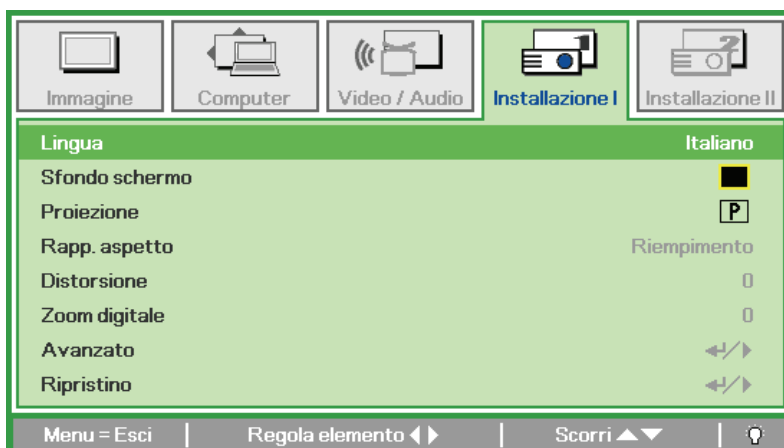 Immagine
Computer
Video / Audio
Installazione I
Installazione II
Lingua Italiano
Sfondo schermo
Proiezione P
Rapp. aspetto Riempimento
Distorsione 0
Zoom digitale 0
Avanzato
Ripristino
Menu = Esci Regola elemento Scorri